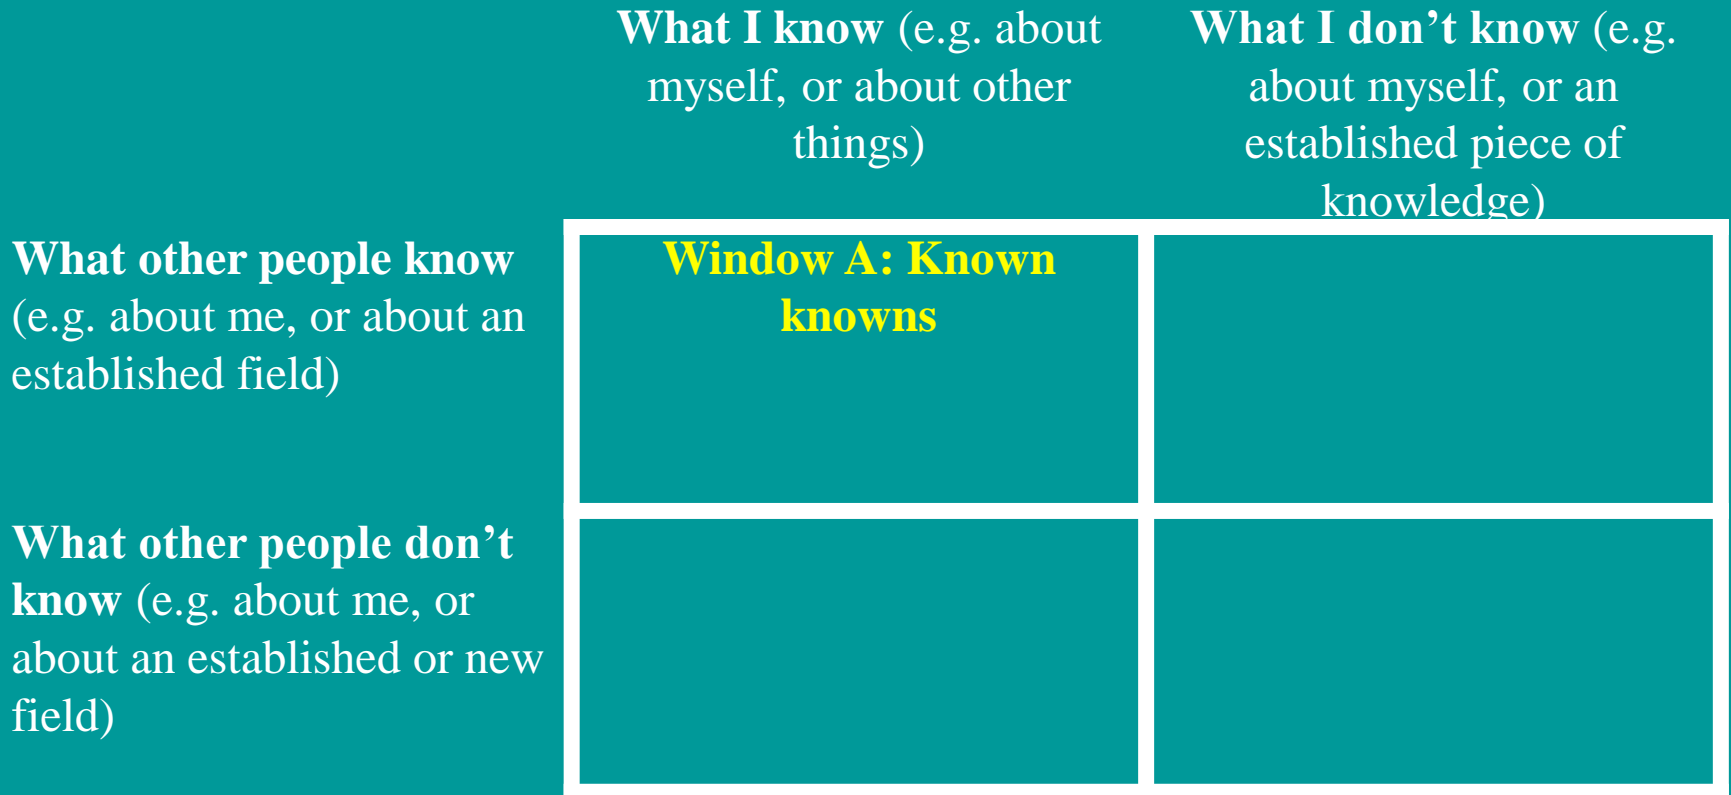 What I know (e.g. about
myself, or about other
things)
What I don’t know (e.g.
about myself, or an
established piece of
knowledge)
What other people know
(e.g. about me, or about an
established field)
Window A: Known
knowns
What other people don’t
know (e.g. about me, or
about an established or new
field)